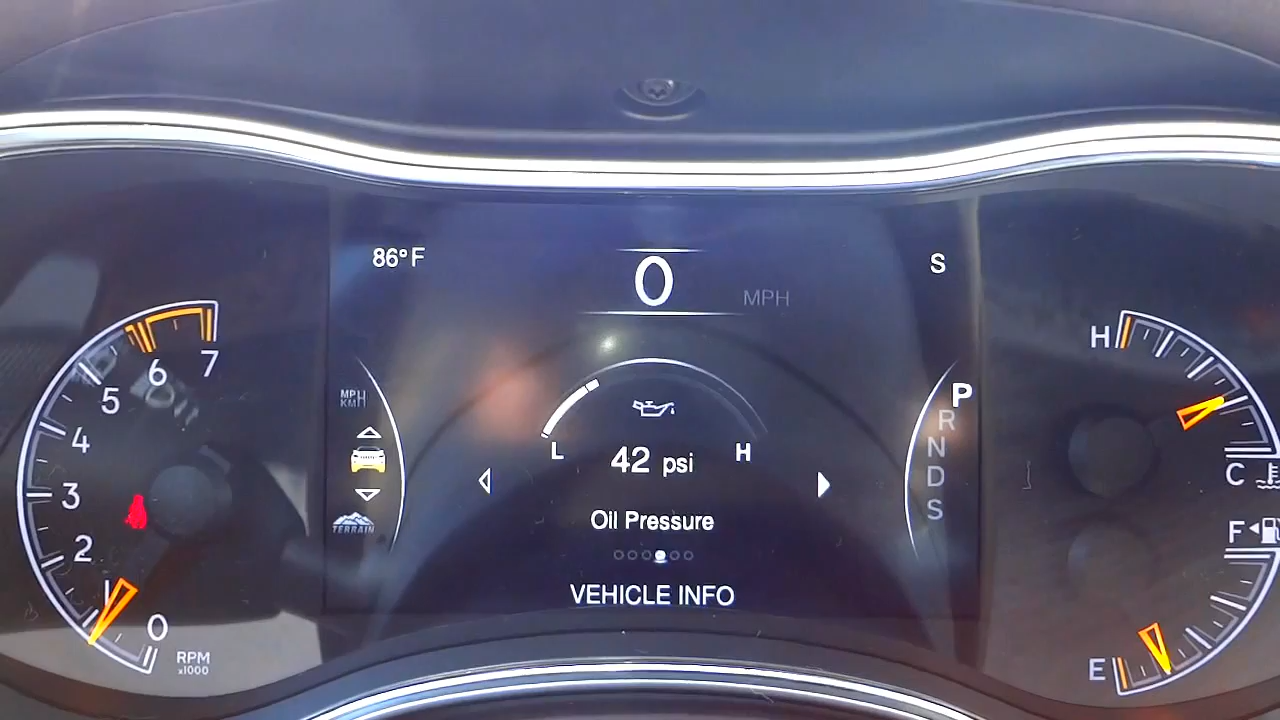 86°F
0
MPH
S
7
6
5
4
3
2
1
0
RPM
x1000
MPH
KMH
TERRAIN
L
H
42 psi
Oil Pressure
VEHICLE INFO
P
R
N
D
S
H
C
F
E